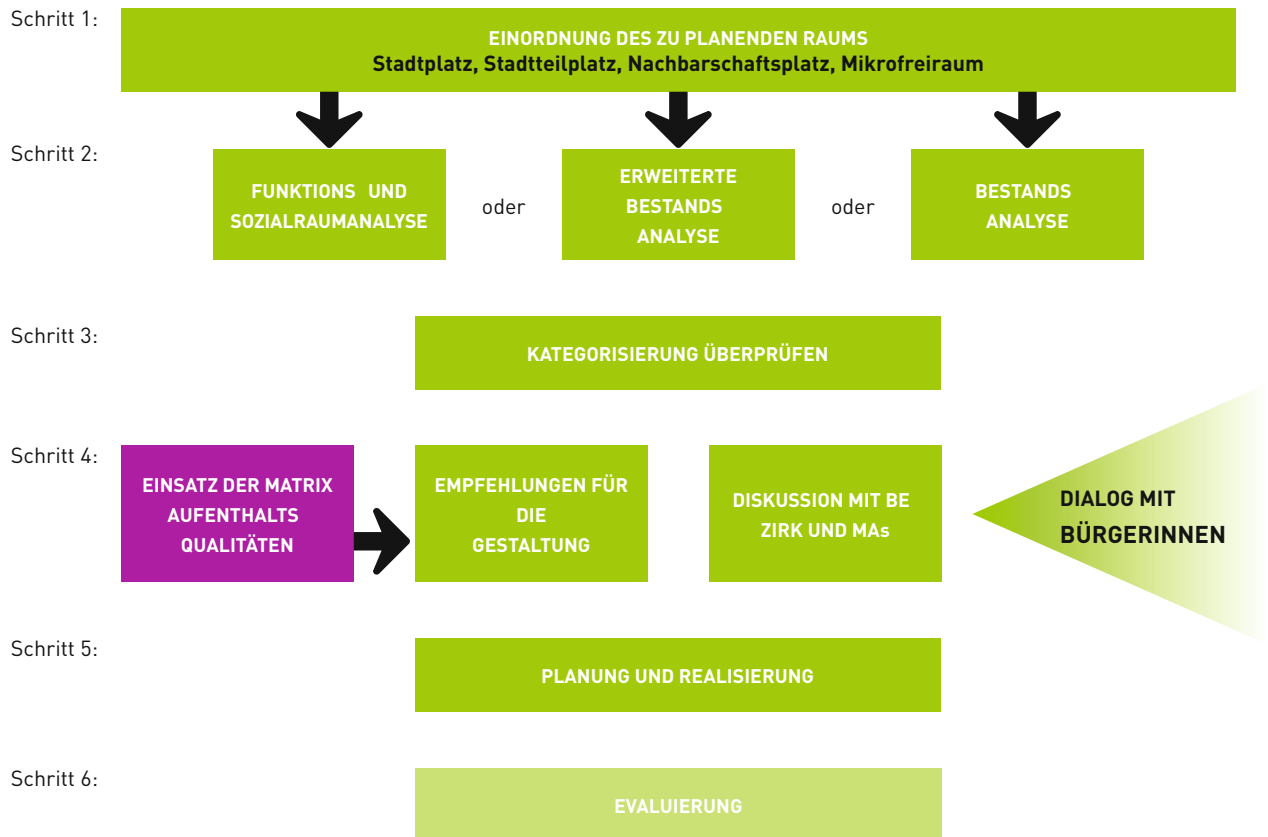 Schritt 1:
EINORDNUNG DES ZU PLANENDEN RAUMS
Stadtplatz, Stadtteilplatz, Nachbarschaftsplatz, Mikrofreiraum
Schritt 2:
FUNKTIONS UND
SOZIALRAUMANALYSE
oder
ERWEITERTE
BESTANDS
ANALYSE
oder
BESTANDS
ANALYSE
Schritt 3:
KATEGORISIERUNG ÜBERPRÜFEN
Schritt 4:
EINSATZ DER MATRIX
AUFENTHALTS
QUALITÄTEN
EMPFEHLUNGEN FÜR
DIE
GESTALTUNG
DISKUSSION MIT BE
ZIRK UND MAs
DIALOG MIT
BÜRGERINNEN
Schritt 5:
PLANUNG UND REALISIERUNG
Schritt 6:
EVALUIERUNG